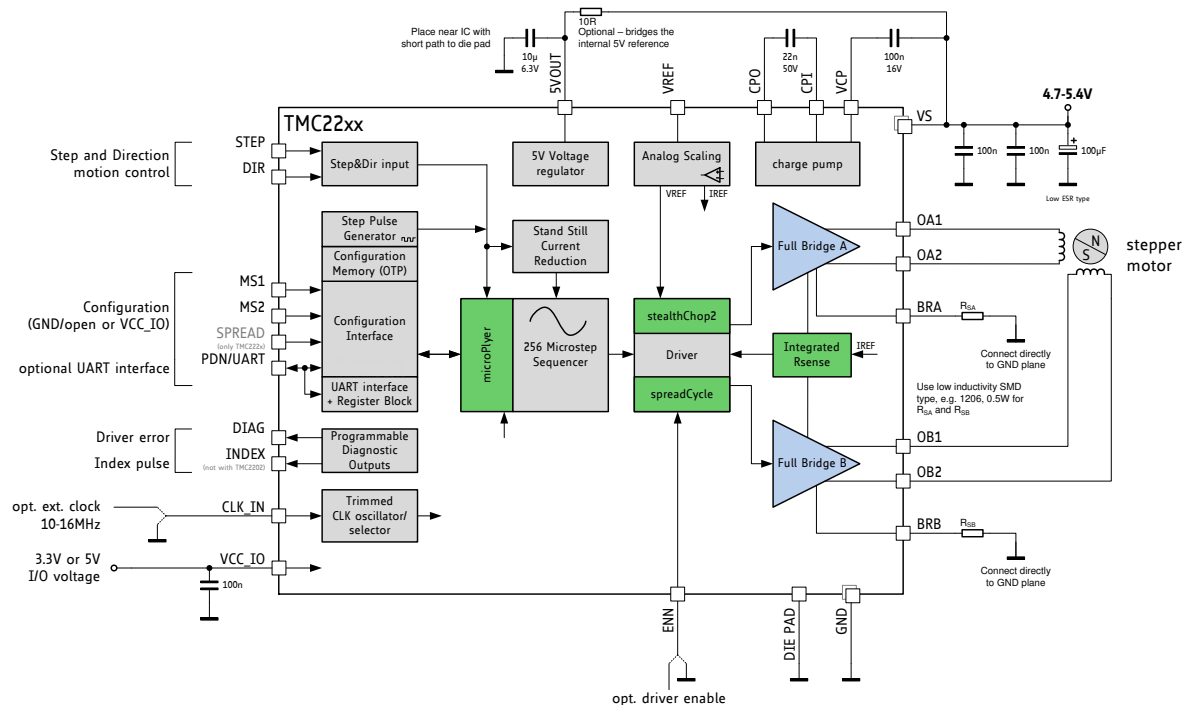 Place near IC with
short path to die pad
10µ
6.3V
10R
Optional – bridges the
internal 5V reference
22n
50V
100n
16V
5VOUT
VREF
CPO
CPI
VCP
4.7-5.4V
VS
100n
100n
+
100µF
Low ESR type
TMC22xx
Step and Direction
motion control
STEP
DIR
Step&Dir input
5V Voltage
regulator
Analog Scaling
VREF
IREF
charge pump
Step Pulse
Generator
Configuration
Memory (OTP)
Configuration
Interface
UART interface
+ Register Block
Stand Still
Current
Reduction
Configuration
(GND/open or VCC_IO)
optional UART interface
MS1
MS2
SPREAD
(only TMC222x)
PDN/UART
microPlyer
256 Microstep
Sequencer
stealthChop2
Driver
spreadCycle
Integrated
Rsense
IREF
Full Bridge A
Full Bridge B
OA1
OA2
N
S
stepper
motor
BRA
RSA
Connect directly
to GND plane
Use low inductivity SMD
type, e.g. 1206, 0.5W for
RSA and RSB
OB1
OB2
BRB
RSB
Connect directly
to GND plane
Driver error
Index pulse
DIAG
INDEX
(not with TMC2202)
Programmable
Diagnostic
Outputs
opt. ext. clock
10-16MHz
CLK_IN
Trimmed
CLK oscillator/
selector
3.3V or 5V
I/O voltage
VCC_IO
100n
ENN
DIE PAD
GND
opt. driver enable